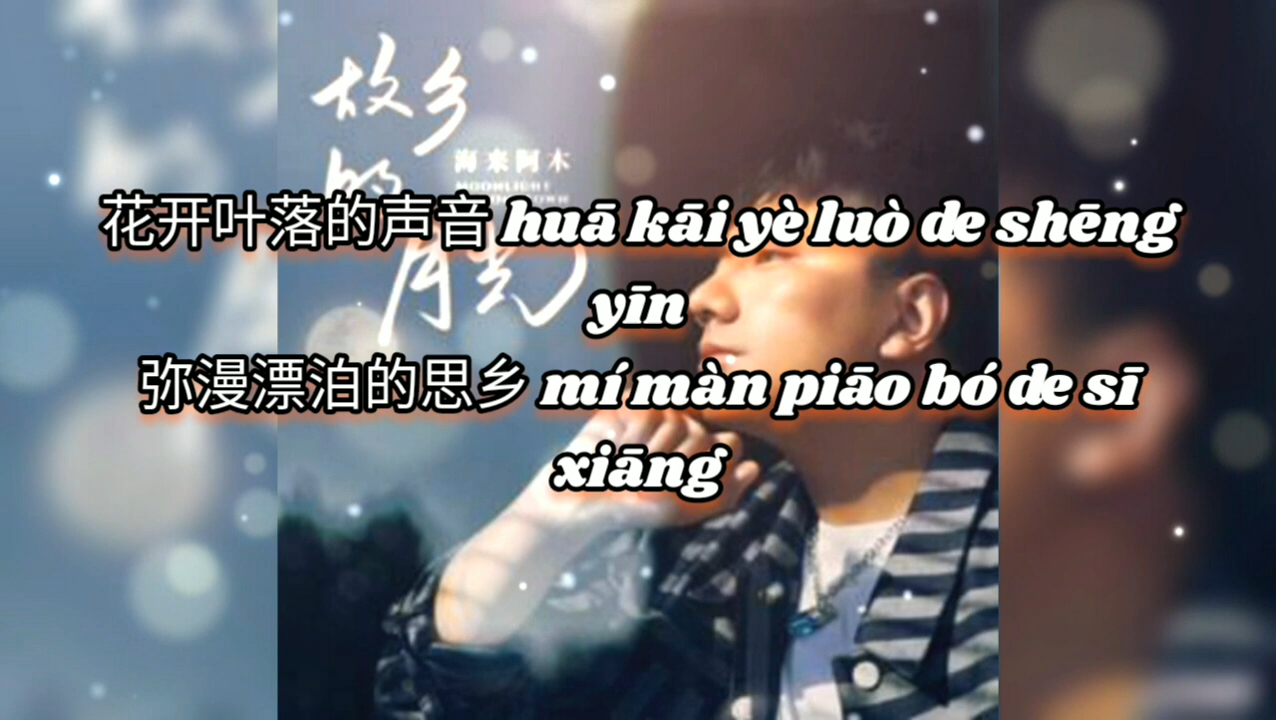 故乡
的
月光
海来阿木
MOONLIGHT
花开叶落的声音 huā kāi yè luò de shēng
yīn
弥漫漂泊的思乡 mí màn piāo bó de sī
xiāng